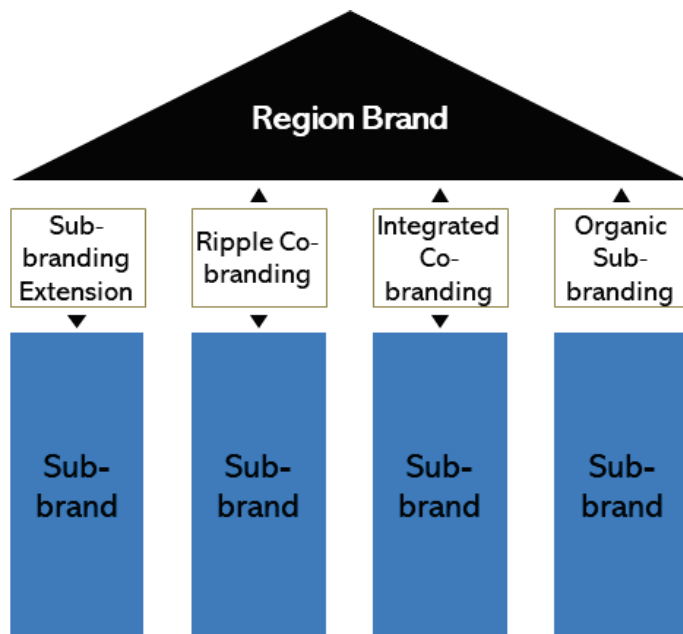 Region Brand
Sub-
branding
Extension
Ripple Co-
branding
Integrated
Co-
branding
Organic
Sub-
branding
Sub-
brand
Sub-
brand
Sub-
brand
Sub-
brand